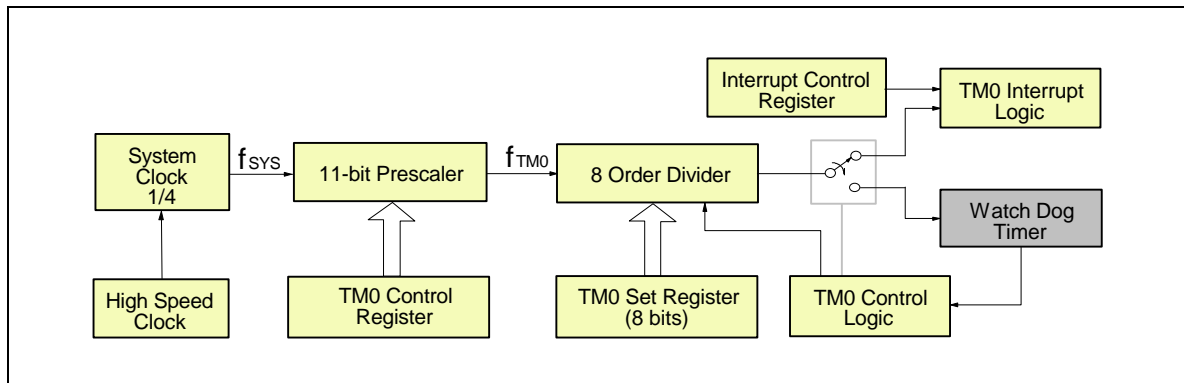 Interrupt Control
Register
TM0 Interrupt
Logic
System
Clock
1/4
fSYS
11-bit Prescaler
fTM0
8 Order Divider
Watch Dog
Timer
High Speed
Clock
TM0 Control
Register
TM0 Set Register
(8 bits)
TM0 Control
Logic